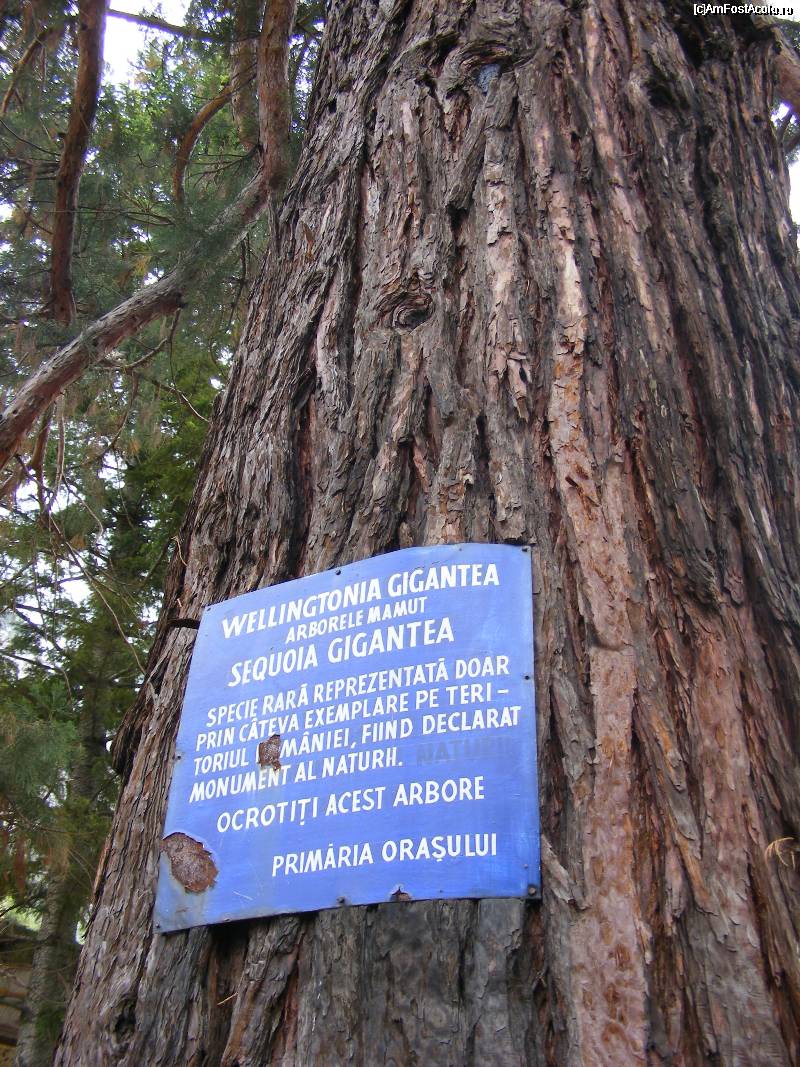 [c]AmFostAcolo.ro
WELLINGTONIA GIGANTEA
ARBORELE MAMUT
SEQUOIA GIGANTEA
SPECIE RARĂ REPREZENTATĂ DOAR
PRIN CÂTEVA EXEMPLARE PE TERI-
TORIUL MÂNIEI, FIIND DECLARAT
MONUMENT AL NATURII. NATURII
OCROTIȚI ACEST ARBORE
PRIMĂRIA ORAȘULUI